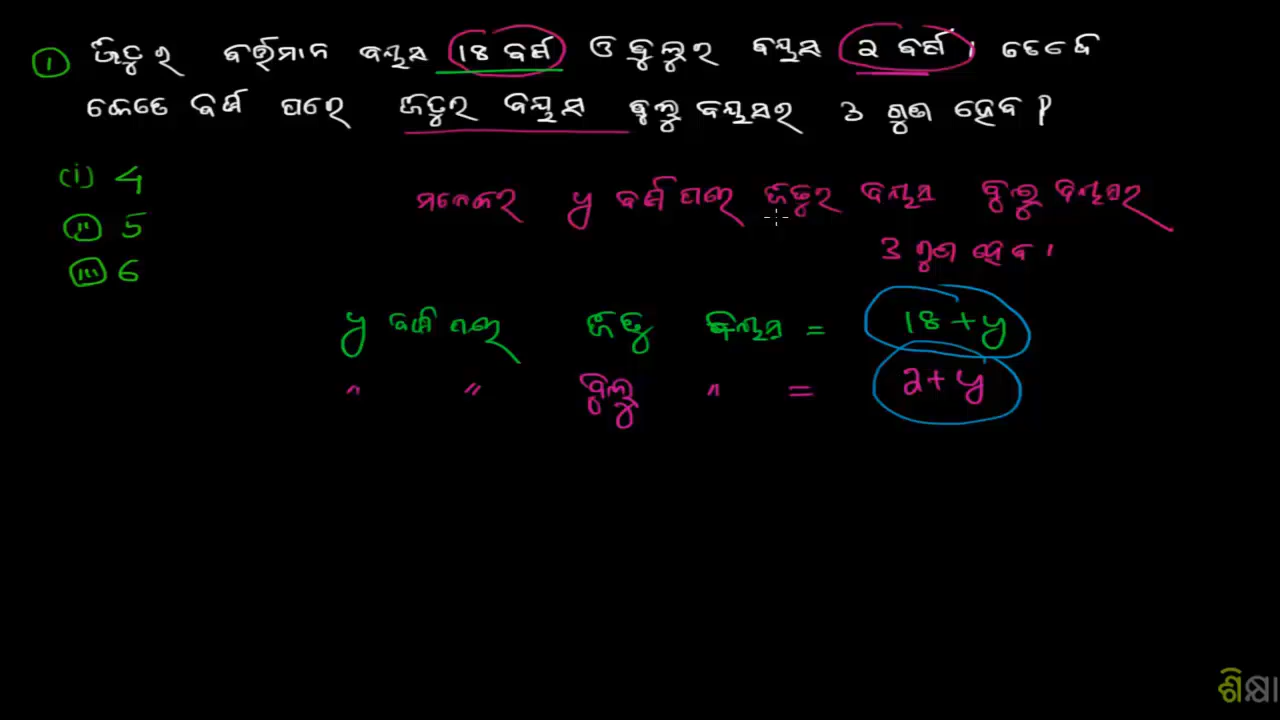 ୧ ଜିତୁର ବର୍ତ୍ତମାନ ବୟସ 18 ବର୍ଷ ଓ ବୁଲୁର ବୟସ 2 ବର୍ଷ । ତେବେ
କେତେ ବର୍ଷ ପରେ ଜିତୁର ବୟସ ବୁଲୁ ବୟସର 3 ଗୁଣ ହେବ ?
(i) 4
(ii) 5
(iii) 6
ମନେକର y ବର୍ଷ ପରେ ଜିତୁର ବୟସ ବୁଲୁ ବୟସର
3 ଗୁଣ ହେବ ।
y ବର୍ଷ ପରେ ଜିତୁ ବୟସ = 18 + y
" " ବୁଲୁ " = 2 + y
ଶିକ୍ଷା